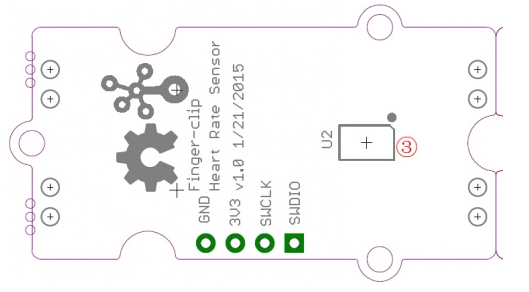 Finger-clip
Heart Rate Sensor
v1.0 1/21/2015
GND
3V3
SWCLK
SWDIO
U2
③